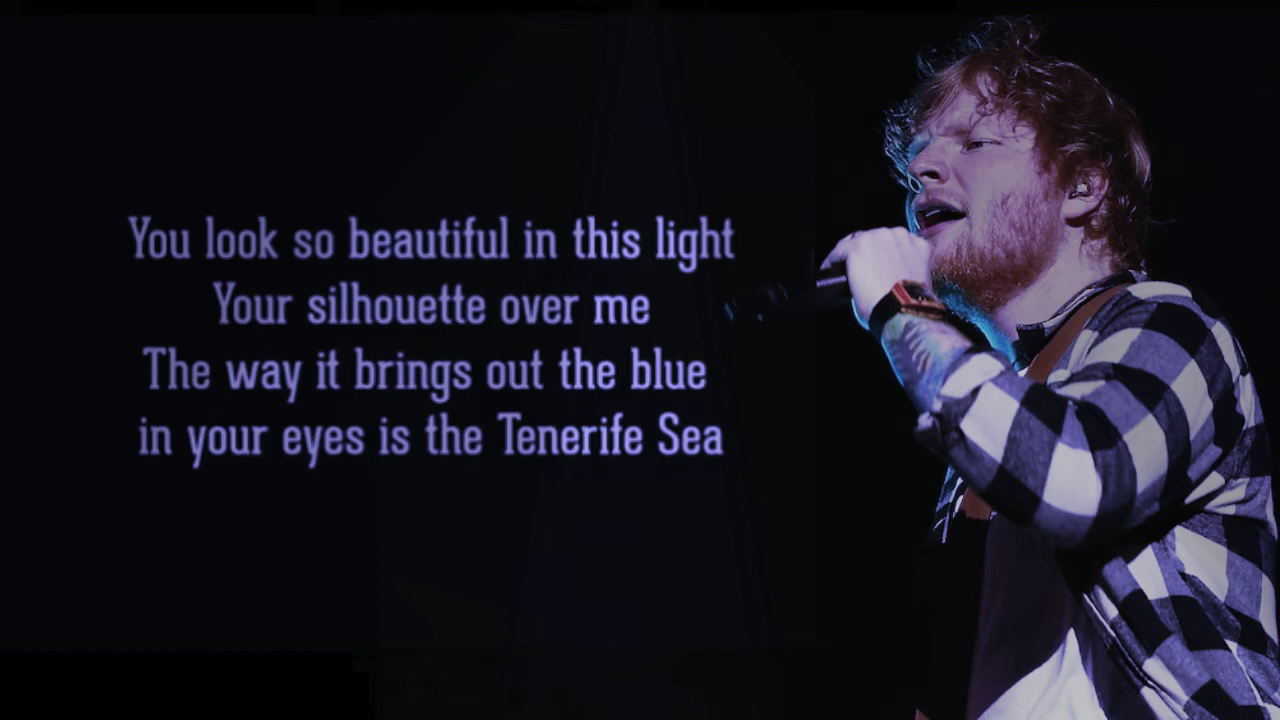 You look so beautiful in this light
Your silhouette over me
The way it brings out the blue
in your eyes is the Tenerife Sea